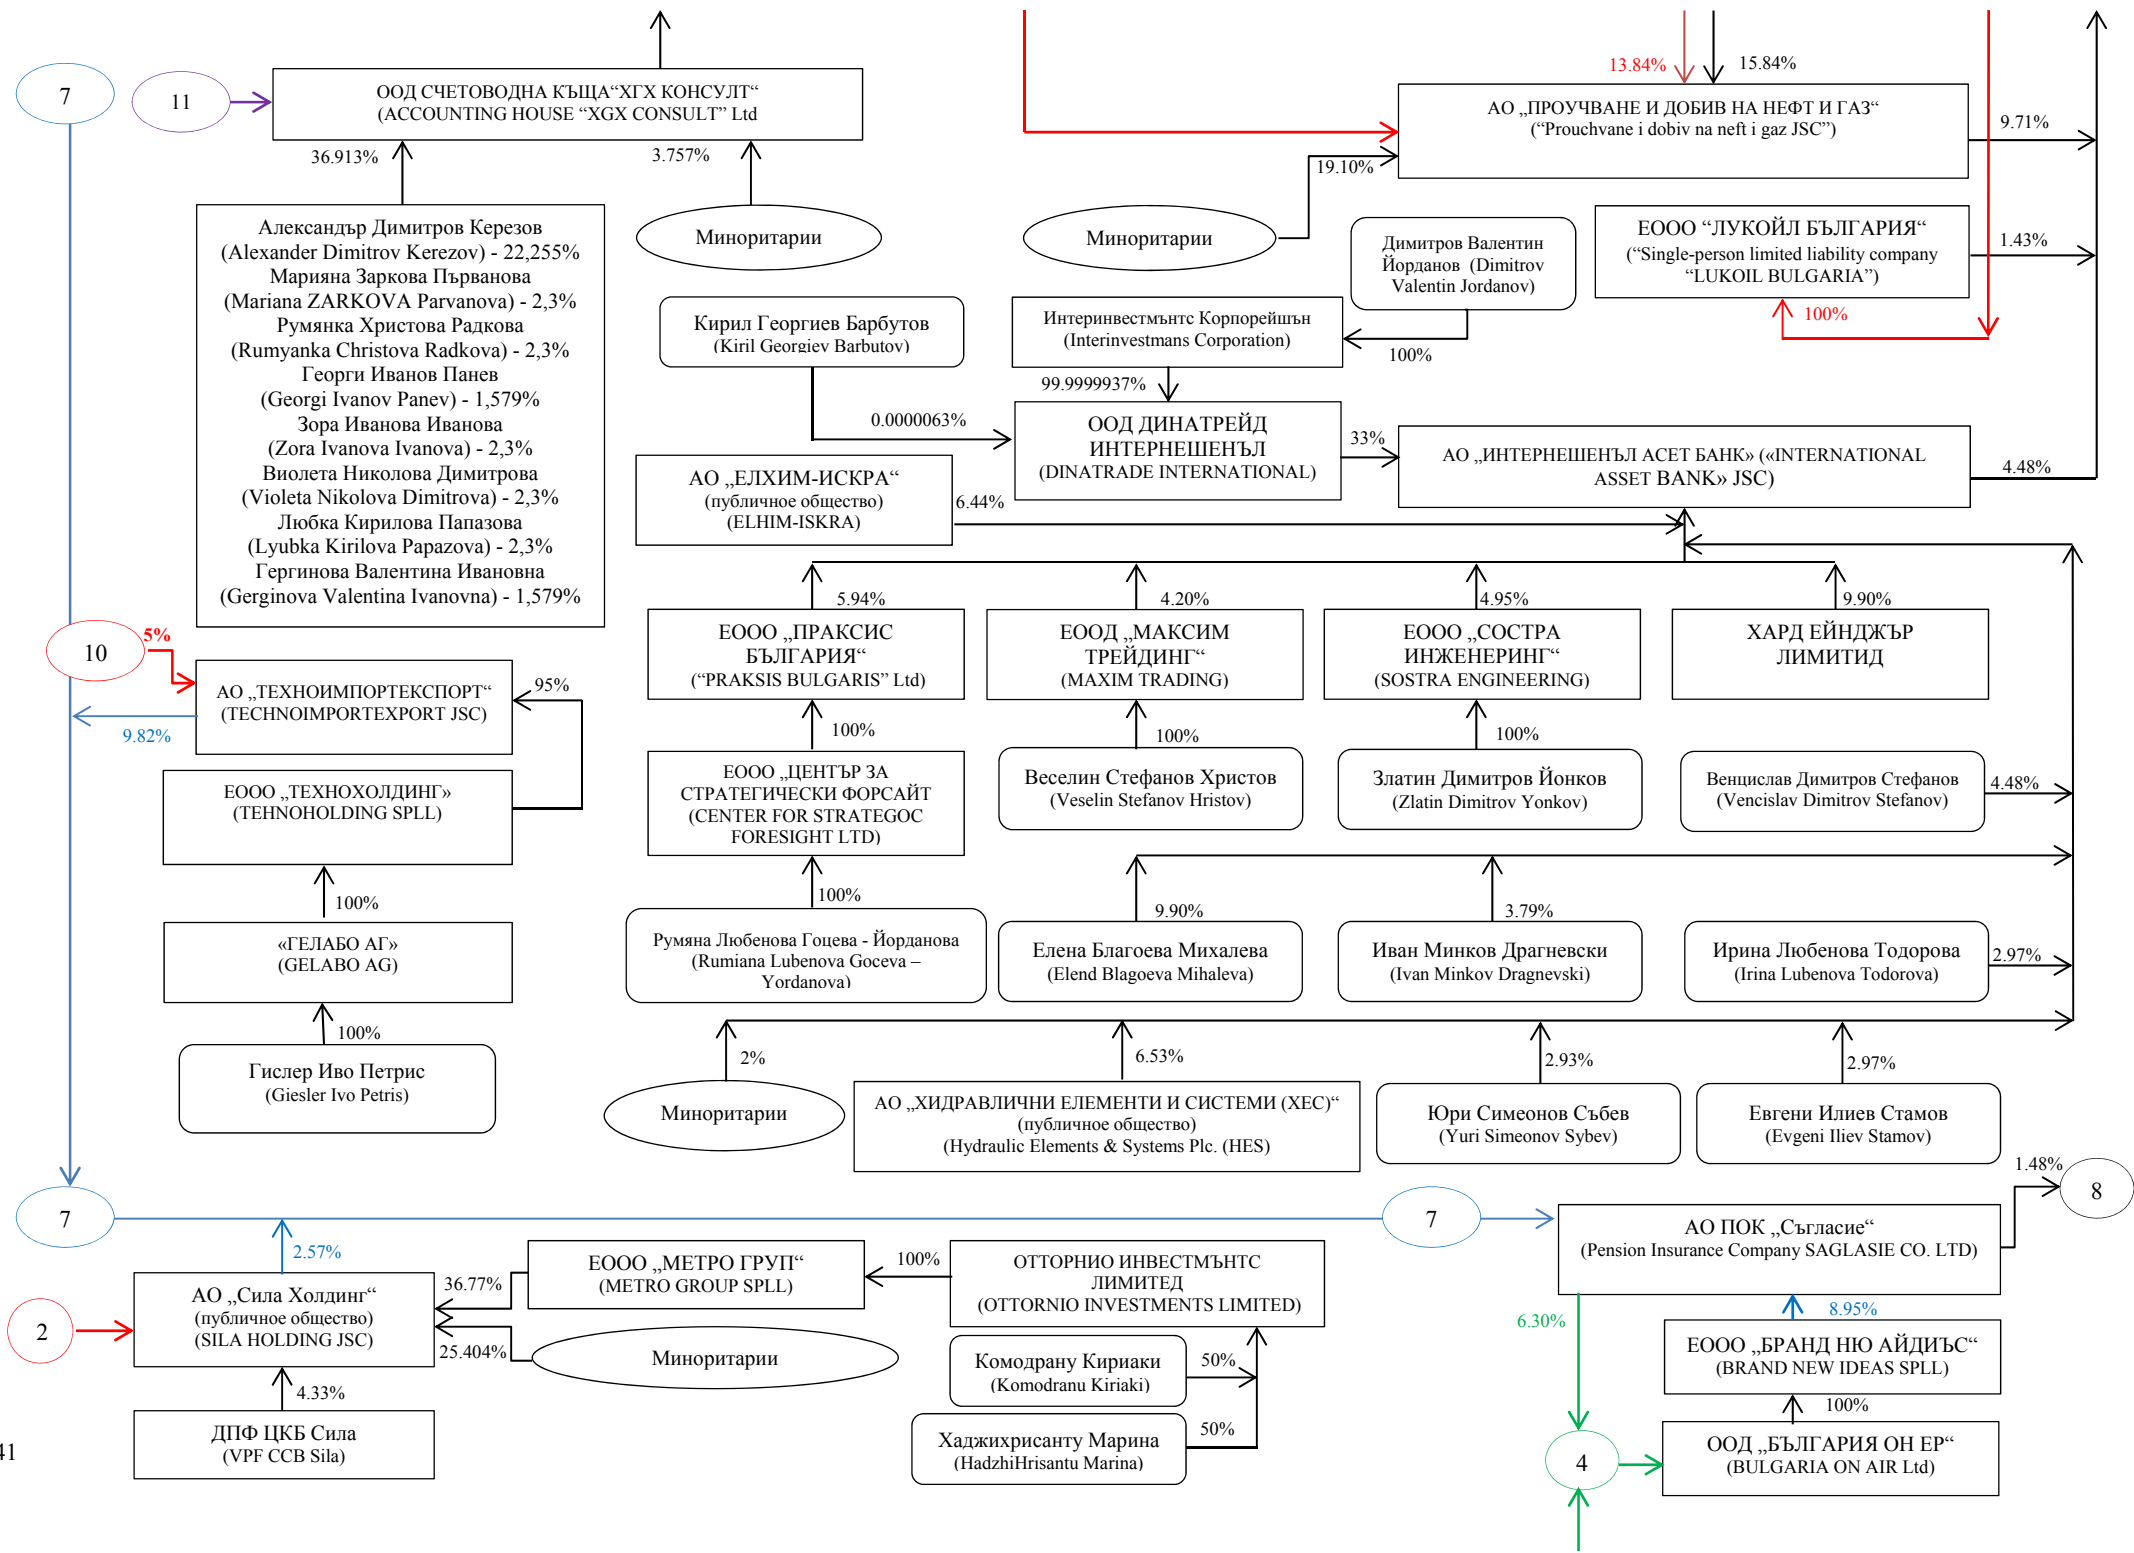 7
11
ООД СЧЕТОВОДНА КЪЩА“ХГХ КОНСУЛТ“
(ACCOUNTING HOUSE “XGX CONSULT” Ltd
36.913%
3.757%
13.84%
15.84%
АО „ПРОУЧВАНЕ И ДОБИВ НА НЕФТ И ГАЗ“
(“Prouchvane i dobiv na neft i gaz JSC”)
9.71%
19.10%
Александър Димитров Керезов
(Alexander Dimitrov Kerezov) - 22,255%
Марияна Заркова Първанова
(Mariana ZARKOVA Parvanova) - 2,3%
Румянка Христова Радкова
(Rumyanka Christova Radkova) - 2,3%
Георги Иванов Панев
(Georgi Ivanov Panev) - 1,579%
Зора Иванова Иванова
(Zora Ivanova Ivanova) - 2,3%
Виолета Николова Димитрова
(Violeta Nikolova Dimitrova) - 2,3%
Любка Кирилова Папазова
(Lyubka Kirilova Papazova) - 2,3%
Гергинова Валентина Ивановна
(Gerginova Valentina Ivanovna) - 1,579%
Миноритарии
Миноритарии
Димитров Валентин
Йорданов (Dimitrov
Valentin Jordanov)
ЕООО “ЛУКОЙЛ БЪЛГАРИЯ“
(“Single-person limited liability company
“LUKOIL BULGARIA”)
1.43%
100%
Кирил Георгиев Барбутов
(Kiril Georgiev Barbutov)
Интеринвестмънтс Корпорейшън
(Interinvestmans Corporation)
100%
99.9999937%
0.0000063%
ООД ДИНАТРЕЙД
ИНТЕРНЕШЕНЪЛ
(DINATRADE INTERNATIONAL)
33%
АО „ИНТЕРНЕШЕНЪЛ АСЕТ БАНК» («INTERNATIONAL
ASSET BANK» JSC)
4.48%
АО „ЕЛХИМ-ИСКРА“
(публичное общество)
(ELHIM-ISKRA)
6.44%
5.94%
4.20%
4.95%
9.90%
ЕООО „ПРАКСИС
БЪЛГАРИЯ“
(“PRAKSIS BULGARIS” Ltd)
ЕООД „МАКСИМ
ТРЕЙДИНГ“
(MAXIM TRADING)
ЕООО „СОСТРА
ИНЖЕНЕРИНГ“
(SOSTRA ENGINEERING)
ХАРД ЕЙНДЖЪР
ЛИМИТИД
10
5%
АО „ТЕХНОИМПОРТЕКСПОРТ“
(TECHNOIMPORTEXPORT JSC)
95%
9.82%
100%
100%
100%
ЕООО „ТЕХНОХОЛДИНГ»
(TEHNOHOLDING SPLL)
ЕООО „ЦЕНТЪР ЗА
СТРАТЕГИЧЕСКИ ФОРСАЙТ
(CENTER FOR STRATEGOC
FORESIGHT LTD)
Веселин Стефанов Христов
(Veselin Stefanov Hristov)
Златин Димитров Йонков
(Zlatin Dimitrov Yonkov)
Венцислав Димитров Стефанов
(Vencislav Dimitrov Stefanov)
4.48%
100%
100%
9.90%
3.79%
«ГЕЛАБО АГ»
(GELABO AG)
Румяна Любенова Гоцева - Йорданова
(Rumiana Lubenova Goceva –
Yordanova)
Елена Благоева Михалева
(Elend Blagoeva Mihaleva)
Иван Минков Драгневски
(Ivan Minkov Dragnevski)
Ирина Любенова Тодорова
(Irina Lubenova Todorova)
2.97%
100%
2%
6.53%
2.93%
2.97%
Гислер Иво Петрис
(Giesler Ivo Petris)
Миноритарии
АО „ХИДРАВЛИЧНИ ЕЛЕМЕНТИ И СИСТЕМИ (ХЕС)“
(публичное общество)
(Hydraulic Elements & Systems Plc. (HES)
Юри Симеонов Събев
(Yuri Simeonov Sybev)
Евгени Илиев Стамов
(Evgeni Iliev Stamov)
1.48%
8
7
7
2.57%
АО ПОК „Съгласие“
(Pension Insurance Company SAGLASIE CO. LTD)
ЕООО „МЕТРО ГРУП“
(METRO GROUP SPLL)
100%
ОТТОРНИО ИНВЕСТМЪНТС
ЛИМИТЕД
(OTTORNIO INVESTMENTS LIMITED)
36.77%
2
АО „Сила Холдинг“
(публичное общество)
(SILA HOLDING JSC)
25.404%
Миноритарии
6.30%
8.95%
ЕООО „БРАНД НЮ АЙДИЪС“
(BRAND NEW IDEAS SPLL)
Комодрану Кириаки
(Komodranu Kiriaki)
50%
4.33%
100%
ДПФ ЦКБ Сила
(VPF CCB Sila)
Хаджихрисанту Марина
(HadzhiHrisantu Marina)
50%
4
ООД „БЪЛГАРИЯ ОН ЕР“
(BULGARIA ON AIR Ltd)
41